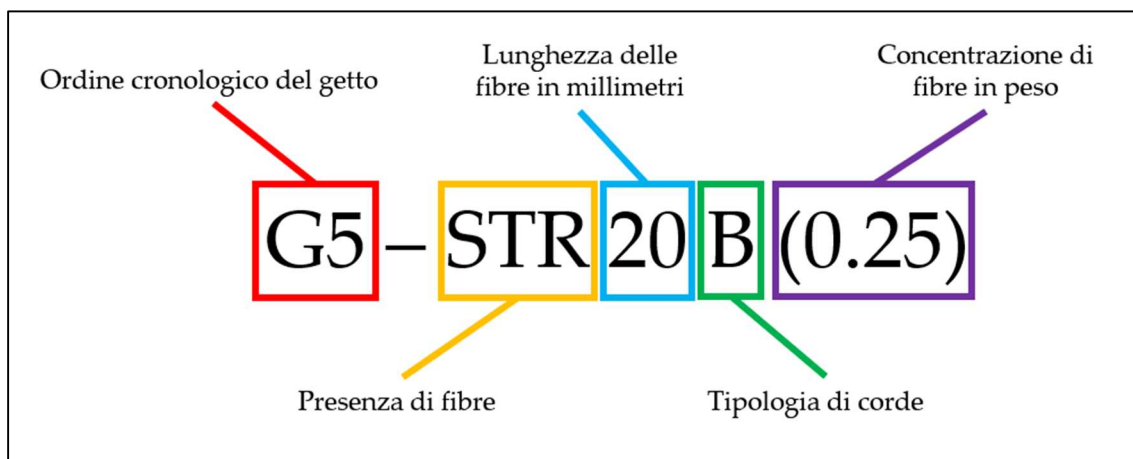 Ordine cronologico del getto
Lunghezza delle
fibre in millimetri
Concentrazione di
fibre in peso
G5 – STR 20 B (0.25)
Presenza di fibre
Tipologia di corde